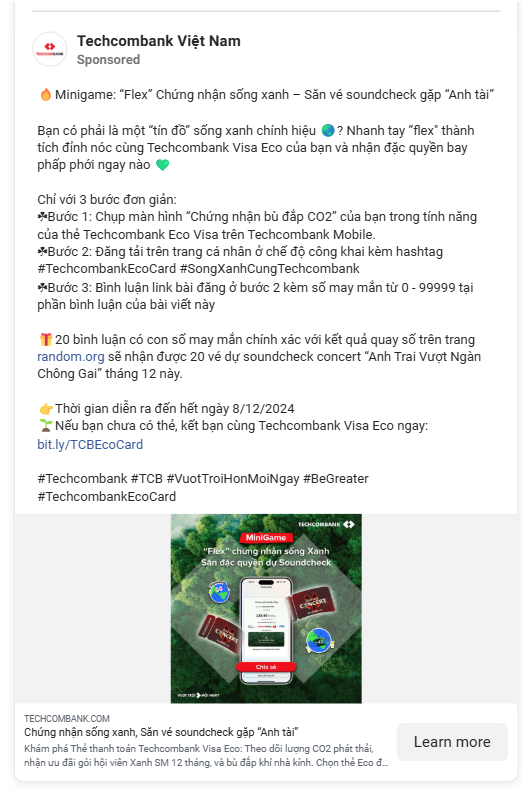 TECHCOMBANK
Techcombank Việt Nam
Sponsored
🔥Minigame: “Flex” Chứng nhận sống xanh – Săn vé soundcheck gặp “Anh tài”
Bạn có phải là một “tín đồ” sống xanh chính hiệu 🌏? Nhanh tay ”flex" thành
tích đỉnh nóc cùng Techcombank Visa Eco của bạn và nhận đặc quyền bay
phấp phới ngay nào 💚
Chỉ với 3 bước đơn giản:
☘Bước 1: Chụp màn hình “Chứng nhận bù đắp CO2” của bạn trong tính năng
của thẻ Techcombank Eco Visa trên Techcombank Mobile.
☘Bước 2: Đăng tải trên trang cá nhân ở chế độ công khai kèm hashtag
#TechcombankEcoCard #SongXanhCungTechcombank
☘Bước 3: Bình luận link bài đăng ở bước 2 kèm số may mắn từ 0 - 99999 tại
phần bình luận của bài viết này
🎁20 bình luận có con số may mắn chính xác với kết quả quay số trên trang
random.org sẽ nhận được 20 vé dự soundcheck concert “Anh Trai Vượt Ngàn
Chông Gai” tháng 12 này.
👉Thời gian diễn ra đến hết ngày 8/12/2024
🌱Nếu bạn chưa có thẻ, kết bạn cùng Techcombank Visa Eco ngay:
bit.ly/TCBEcoCard
#Techcombank #TCB #VuotTroiHonMoiNgay #BeGreater
#TechcombankEcoCard
TECHCOMBANK
MiniGame
“Flex” chứng nhận sống Xanh
Săn đặc quyền dự Soundcheck
CONCERT
CONCERT
Chia sẻ
VƯỢT TRỘI MỖI NGÀY
TECHCOMBANK.COM
Chứng nhận sống xanh, Săn vé soundcheck gặp “Anh tài”
Khám phá Thẻ thanh toán Techcombank Visa Eco: Theo dõi lượng CO2 phát thải,
nhận ưu đãi gói hội viên Xanh SM 12 tháng, và bù đắp khí nhà kính. Chọn thẻ Eco đ...
Learn more